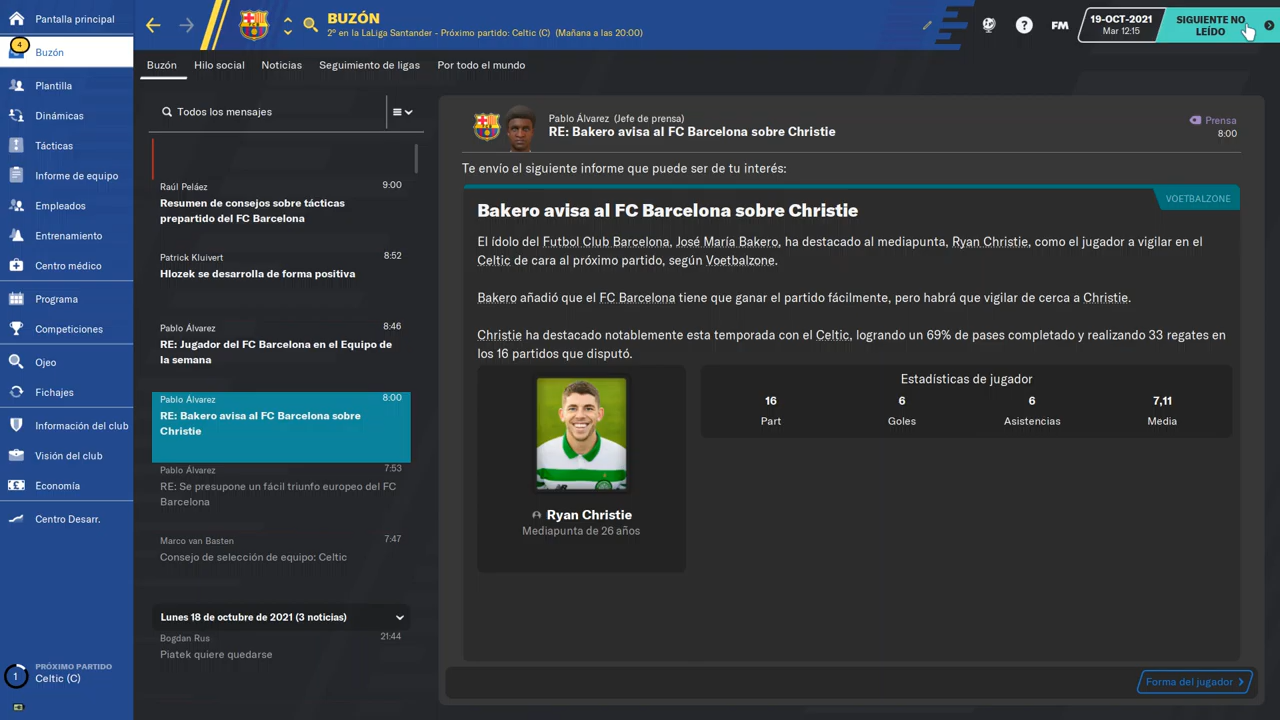 Pantalla principal
4
Buzón
Plantilla
Dinámicas
Tácticas
Informe de equipo
Empleados
Entrenamiento
Centro médico
Programa
Competiciones
Ojeo
Fichajes
Información del club
Visión del club
Economía
Centro Desarr.
1
PRÓXIMO PARTIDO
Celtic (C)
BUZÓN
2º en la LaLiga Santander - Próximo partido: Celtic (C) (Mañana a las 20:00)
?
FM
19-OCT-2021
Mar 12:15
SIGUIENTE NO
LEÍDO
Buzón Hilo social Noticias Seguimiento de ligas Por todo el mundo
Todos los mensajes
Raúl Peláez 9:00
Resumen de consejos sobre tácticas
prepartido del FC Barcelona
Patrick Kluivert 8:52
Hlozek se desarrolla de forma positiva
Pablo Álvarez 8:46
RE: Jugador del FC Barcelona en el Equipo de
la semana
Pablo Álvarez 8:00
RE: Bakero avisa al FC Barcelona sobre
Christie
Pablo Álvarez 7:53
RE: Se presupone un fácil triunfo europeo del FC
Barcelona
Marco van Basten 7:47
Consejo de selección de equipo: Celtic
Lunes 18 de octubre de 2021 (3 noticias)
Bogdan Rus 21:44
Piatek quiere quedarse
Pablo Álvarez (Jefe de prensa)
RE: Bakero avisa al FC Barcelona sobre Christie
Prensa
8:00
Te envío el siguiente informe que puede ser de tu interés:
VOETBALZONE
Bakero avisa al FC Barcelona sobre Christie
El ídolo del Futbol Club Barcelona, José María Bakero, ha destacado al mediapunta, Ryan Christie, como el jugador a vigilar en el
Celtic de cara al próximo partido, según Voetbalzone.
Bakero añadió que el FC Barcelona tiene que ganar el partido fácilmente, pero habrá que vigilar de cerca a Christie.
Christie ha destacado notablemente esta temporada con el Celtic, logrando un 69% de pases completado y realizando 33 regates en
los 16 partidos que disputó.
Ryan Christie
Mediapunta de 26 años
Estadísticas de jugador
16 6 6 7,11
Part Goles Asistencias Media
Forma del jugador